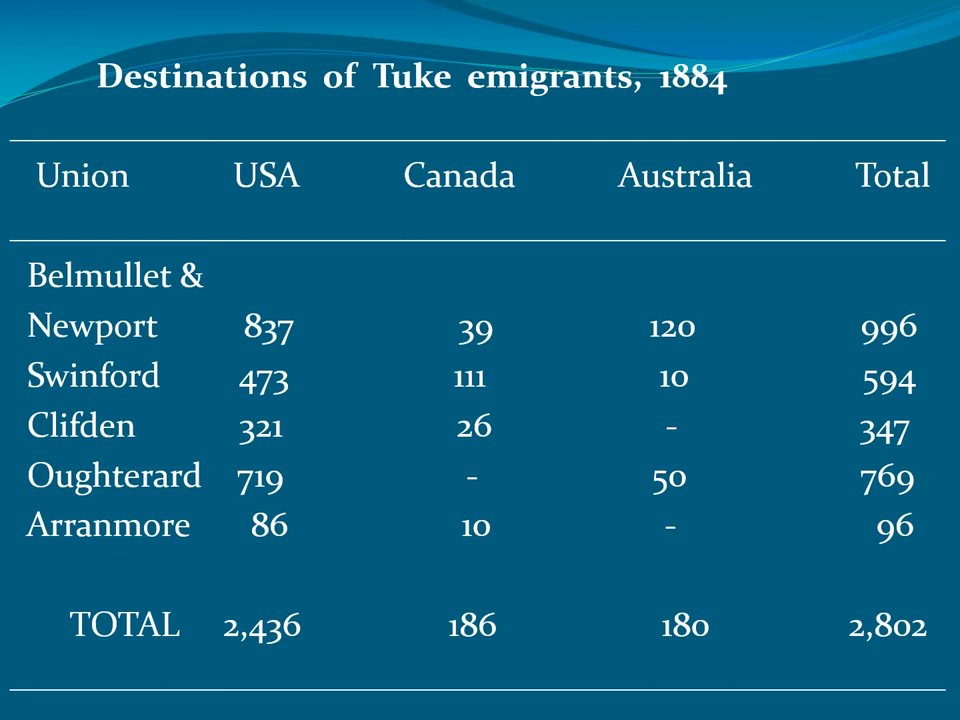 Destinations of Tuke emigrants, 1884
Union USA Canada Australia Total
Belmullet &
Newport 837 39 120 996
Swinford 473 111 10 594
Clifden 321 26 - 347
Oughterard 719 - 50 769
Arranmore 86 10 - 96
TOTAL 2,436 186 180 2,802